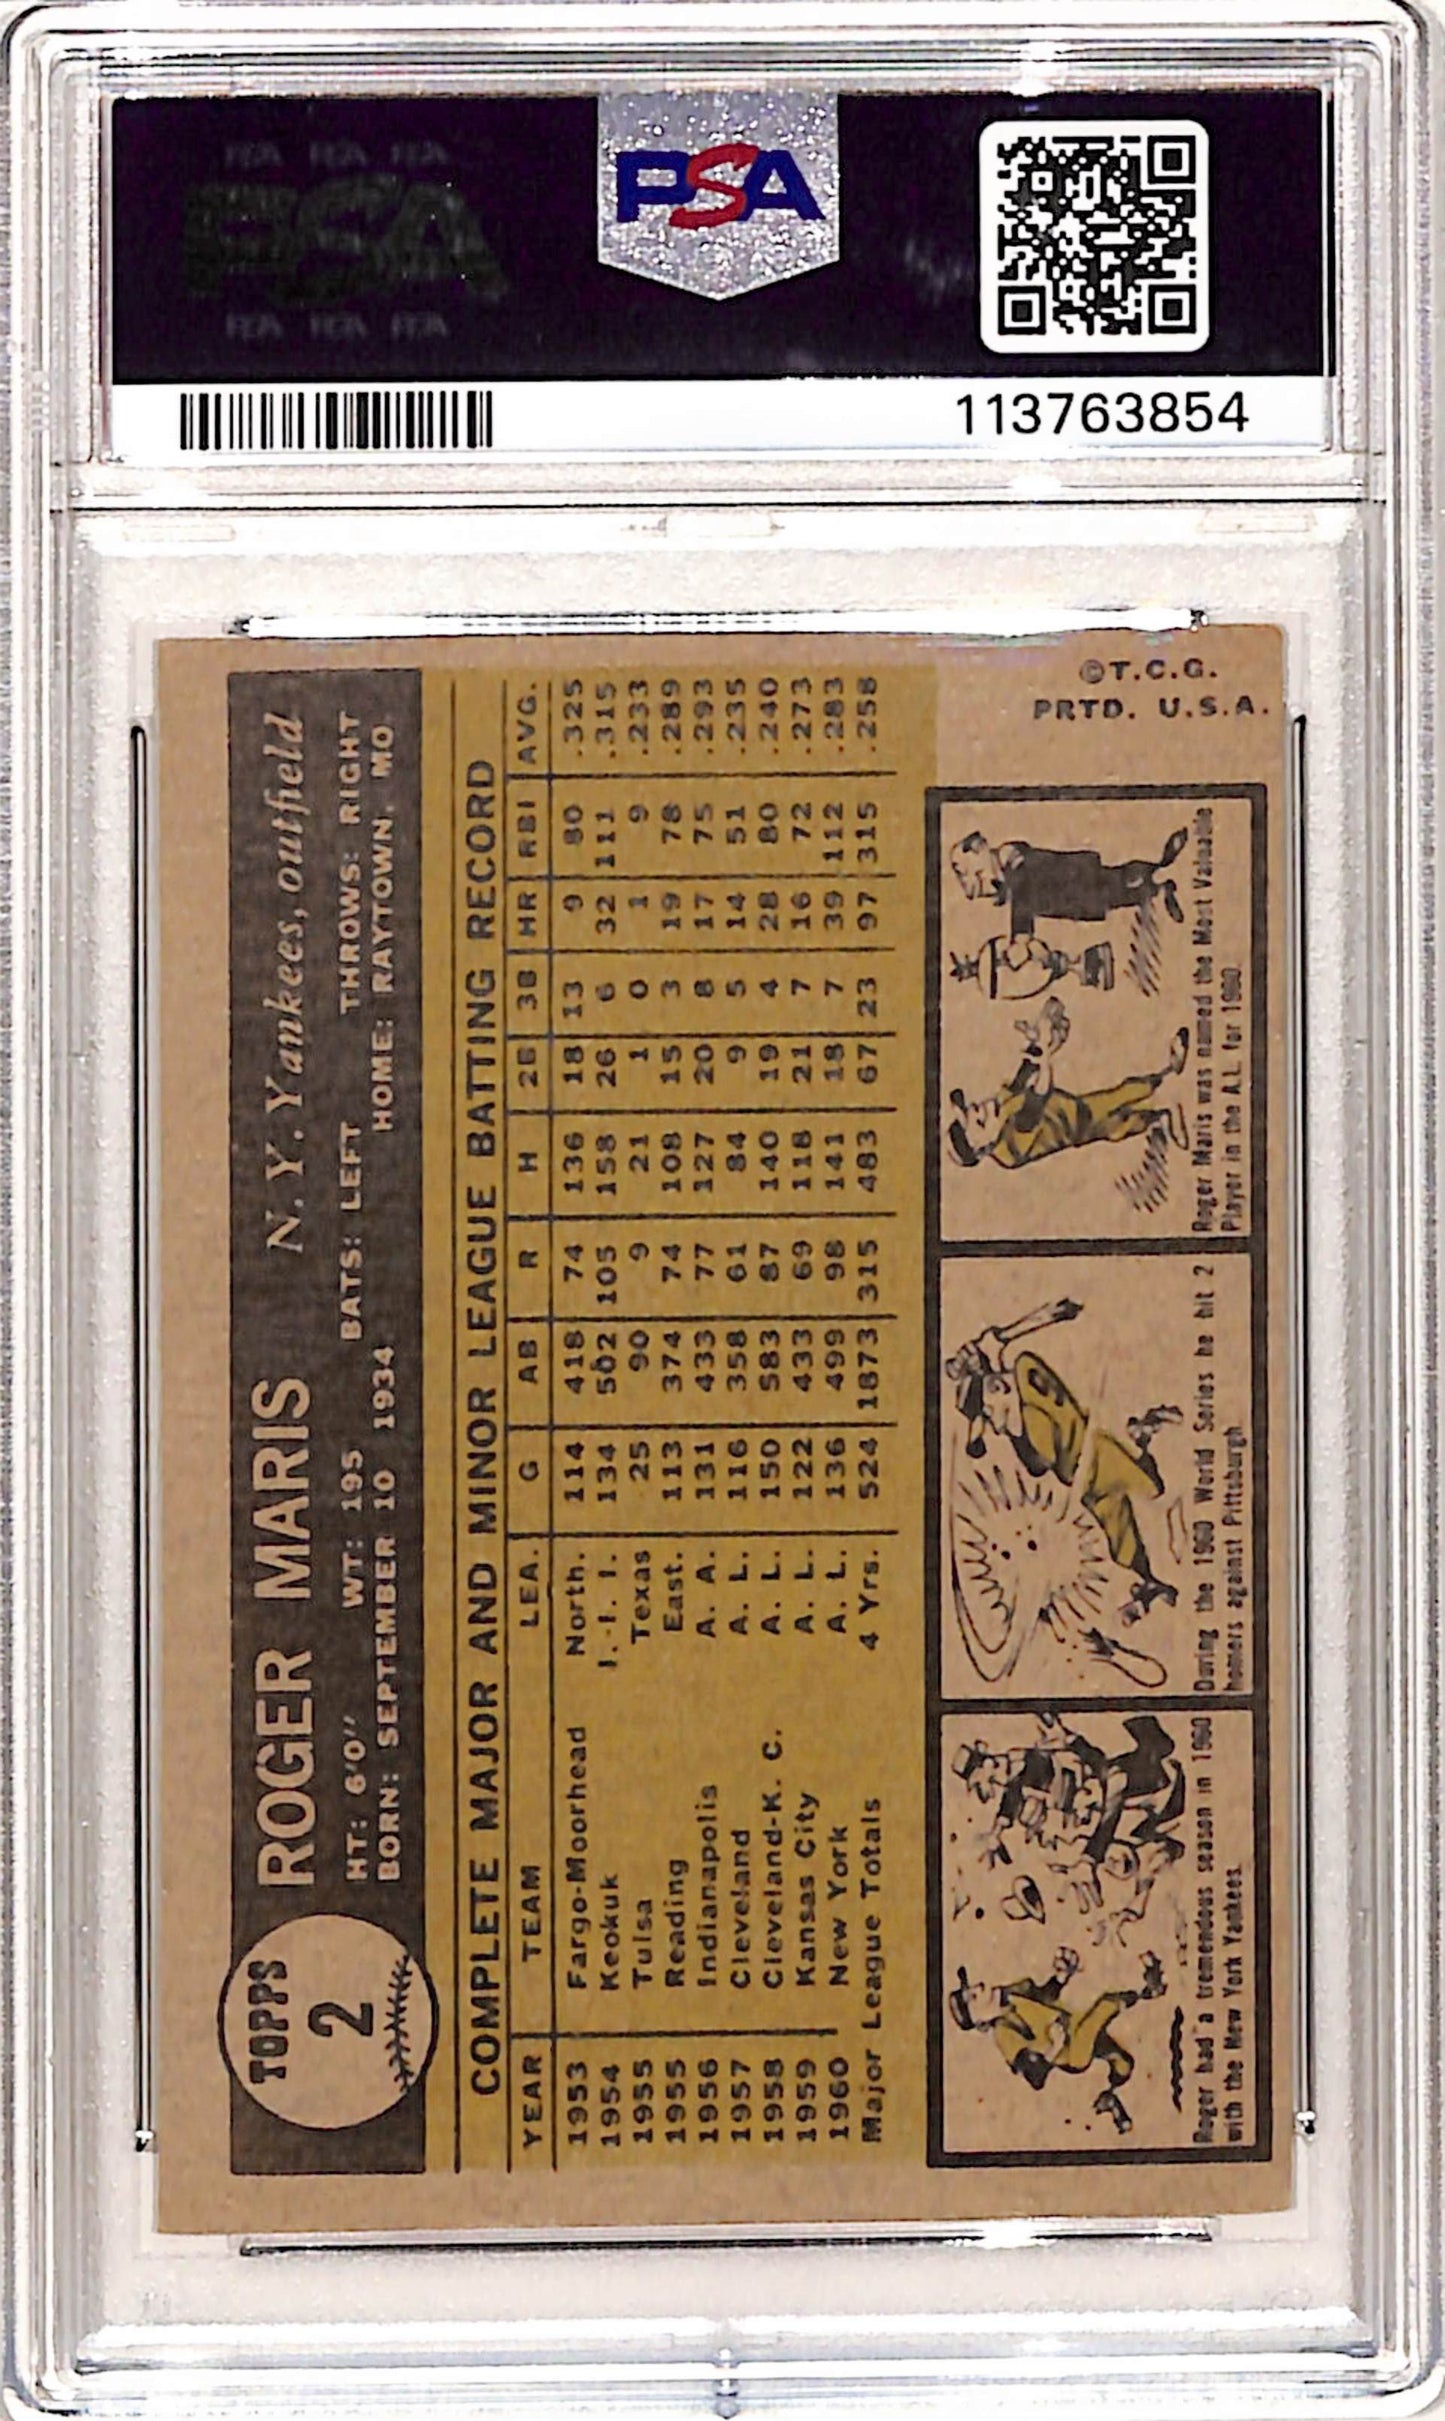 PSA
PSA PSA PSA
PSA
PSA PSA PSA
113763854
TOPPS
2
ROGER MARIS N. Y. Yankees, outfield
HT: 6'0" WT: 195 BATS: LEFT THROWS: RIGHT
BORN: SEPTEMBER 10 1934 HOME: RAYTOWN. MO
COMPLETE MAJOR AND MINOR LEAGUE BATTING RECORD
YEAR TEAM LEA. G AB R H 2B 3B HR RBI AVG.
1953 Fargo-Moorhead North. 114 418 74 136 18 13 9 80 .325
1954 Keokuk I.-I. I. 134 502 105 158 26 6 32 111 .315
1955 Tulsa Texas 25 90 9 21 1 0 1 9 .233
1955 Reading East. 113 374 74 108 15 3 19 78 .289
1956 Indianapolis A. A. 131 433 77 127 20 8 17 75 .293
1957 Cleveland A. L. 116 358 61 84 9 5 14 51 .235
1958 Cleveland-K. C. A. L. 150 583 87 140 19 4 28 80 .240
1959 Kansas City A. L. 122 433 69 118 21 7 16 72 .273
1960 New York A. L. 136 499 98 141 18 7 39 112 .283
Major League Totals 4 Yrs. 524 1873 315 483 67 23 97 315 .258
Roger had a tremendous season in 1960
with the New York Yankees.
9
During the 1960 World Series he hit 2
homers against Pittsburgh.
Roger Maris was named the Most Valuable
Player in the A.L. for 1960.
©T.C.G.
PRTD. U.S.A.